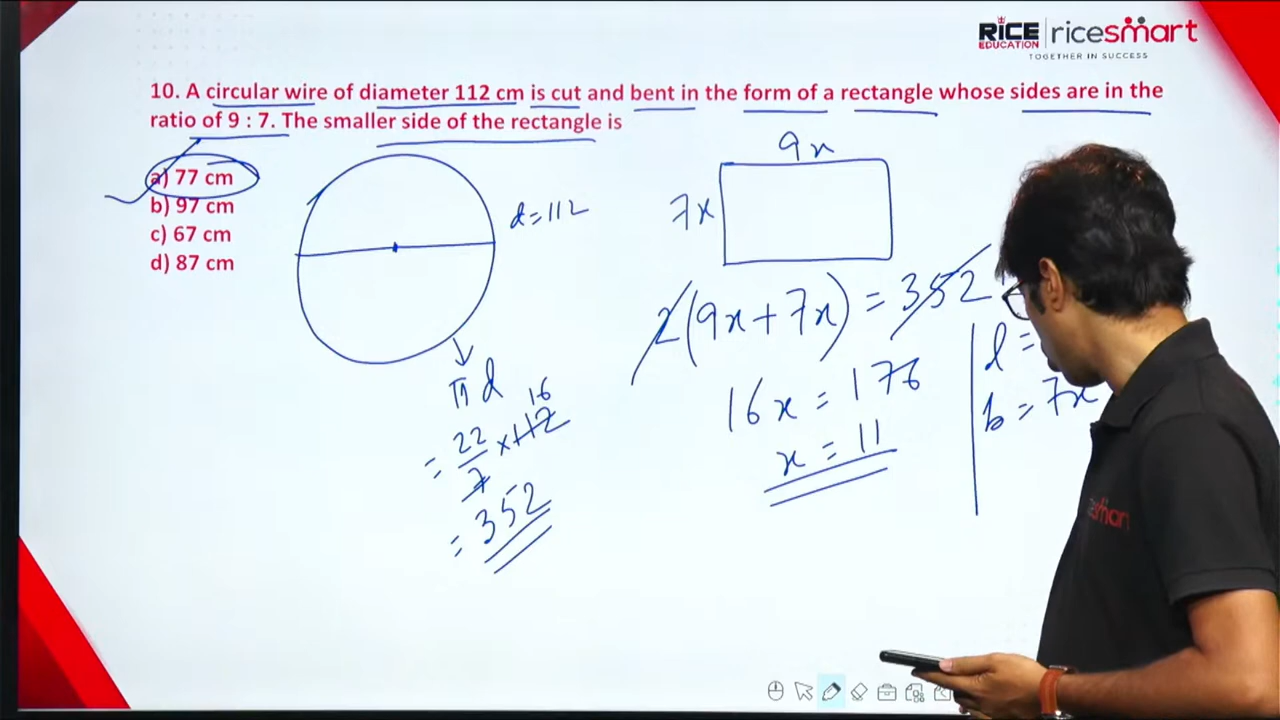 RICE EDUCATION | ricesmart
TOGETHER IN SUCCESS
10. A circular wire of diameter 112 cm is cut and bent in the form of a rectangle whose sides are in the
ratio of 9 : 7. The smaller side of the rectangle is
a) 77 cm
b) 97 cm
c) 67 cm
d) 87 cm
d=112
πd
= 22/7 × 112
16
= 352
9x
7x
2(9x+7x) = 352
16x = 176
x = 11
l =
b = 7x